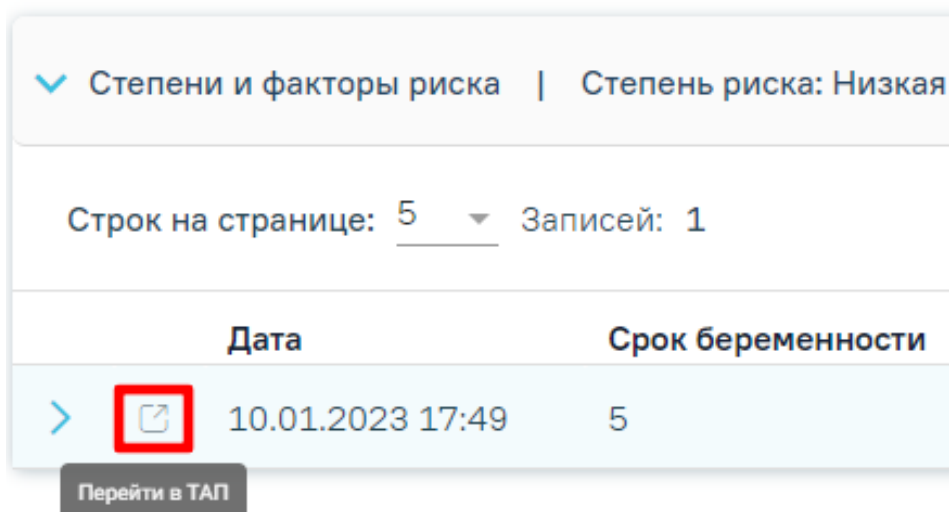 Степени и факторы риска | Степень риска: Низкая
Строк на странице: 5 Записей: 1
Дата Срок беременности
10.01.2023 17:49 5
Перейти в ТАП